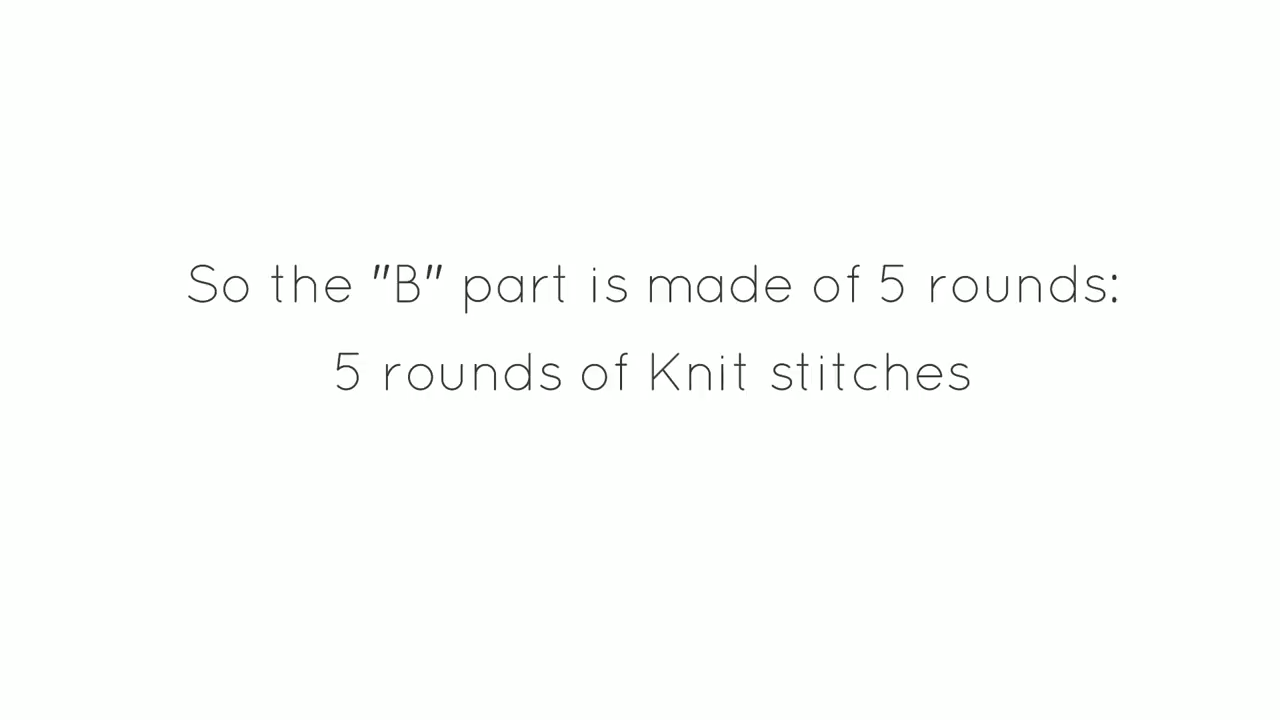 So the "B" part is made of 5 rounds:
5 rounds of Knit stitches